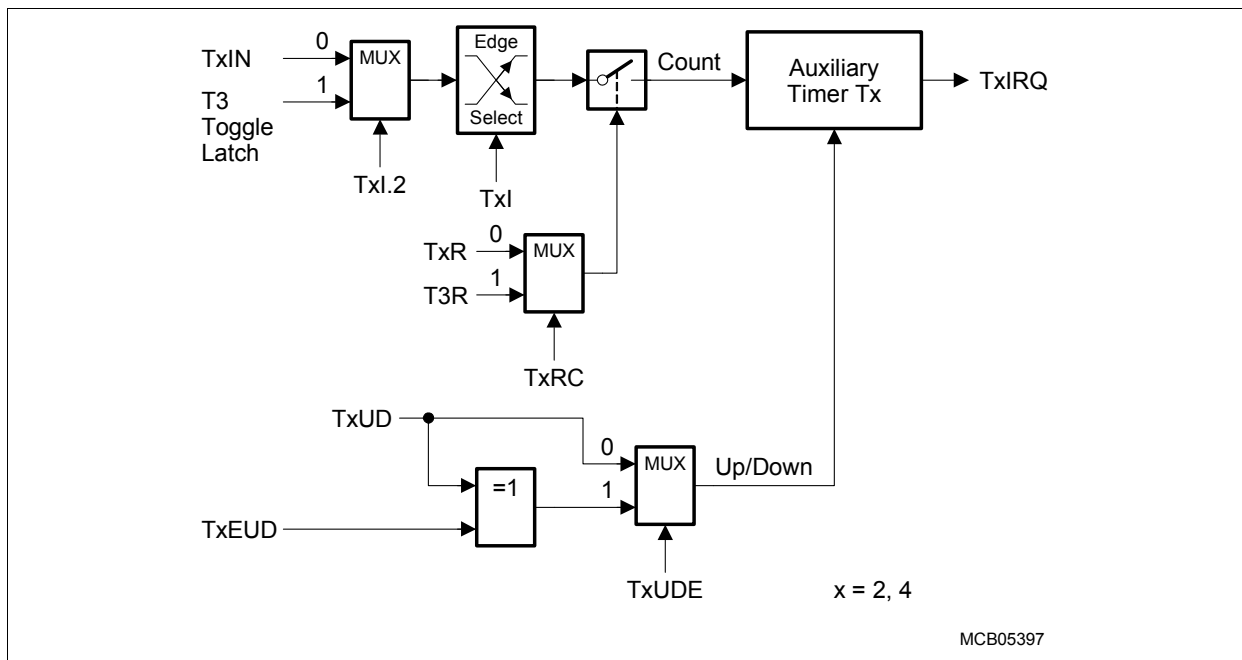 TxIN
0
MUX
T3
Toggle
Latch
1
TxI.2
Edge
Select
TxI
Count
Auxiliary
Timer Tx
TxIRQ
TxR
0
MUX
T3R
1
TxRC
TxUD
0
MUX
Up/Down
=1
1
TxEUD
TxUDE
x = 2, 4
MCB05397